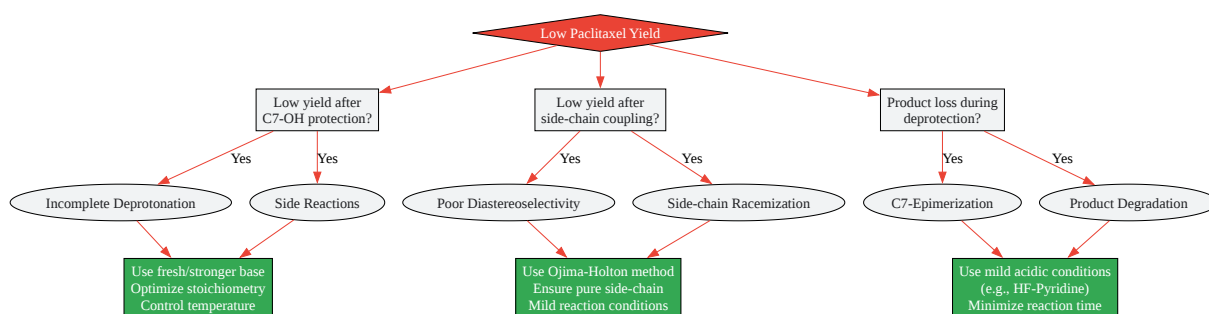 Low Paclitaxel Yield
Low yield after
C7-OH protection?
Low yield after
side-chain coupling?
Product loss during
deprotection?
Yes
Yes
Yes
Yes
Yes
Yes
Incomplete Deprotonation
Side Reactions
Poor Diastereoselectivity
Side-chain Racemization
C7-Epimerization
Product Degradation
Use fresh/stronger base
Optimize stoichiometry
Control temperature
Use Ojima-Holton method
Ensure pure side-chain
Mild reaction conditions
Use mild acidic conditions
(e.g., HF-Pyridine)
Minimize reaction time